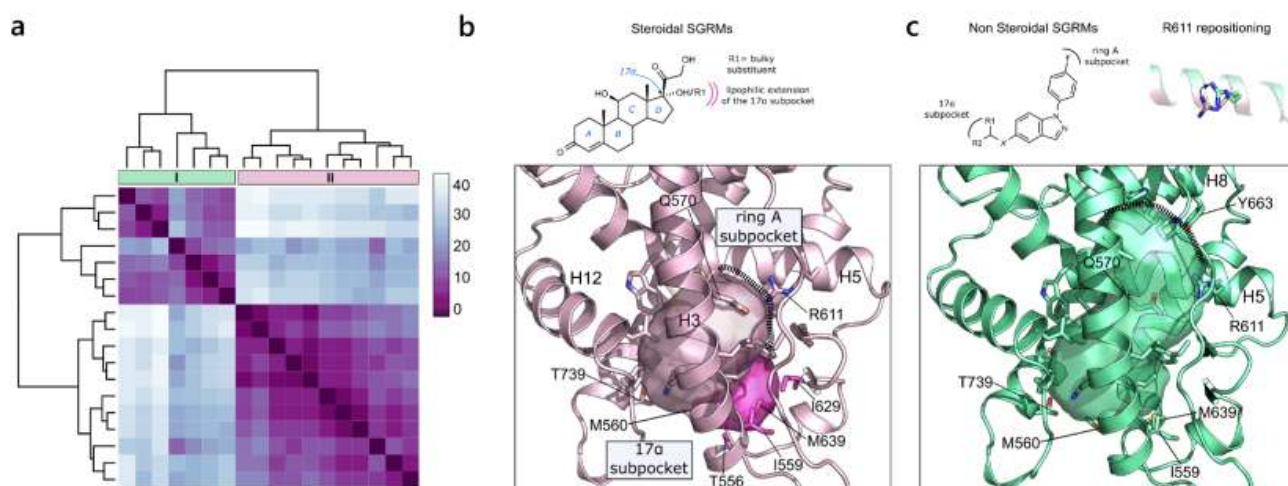 a
I
II
40
30
20
10
0
b
Steroidal SGRMs
17α
O
OH
R1= bulky
substituent
HO
OH/R1
lipophilic extension
of the 17α subpocket
A
B
C
D
O
Q570
ring A
subpocket
H12
H5
H3
R611
T739
I629
M560
M639
17α
subpocket
I559
T556
c
Non Steroidal SGRMs
R611 repositioning
ring A
subpocket
17α
subpocket
R1
R2
X
N
N
H8
Y663
Q570
H5
R611
T739
M639
M560
I559